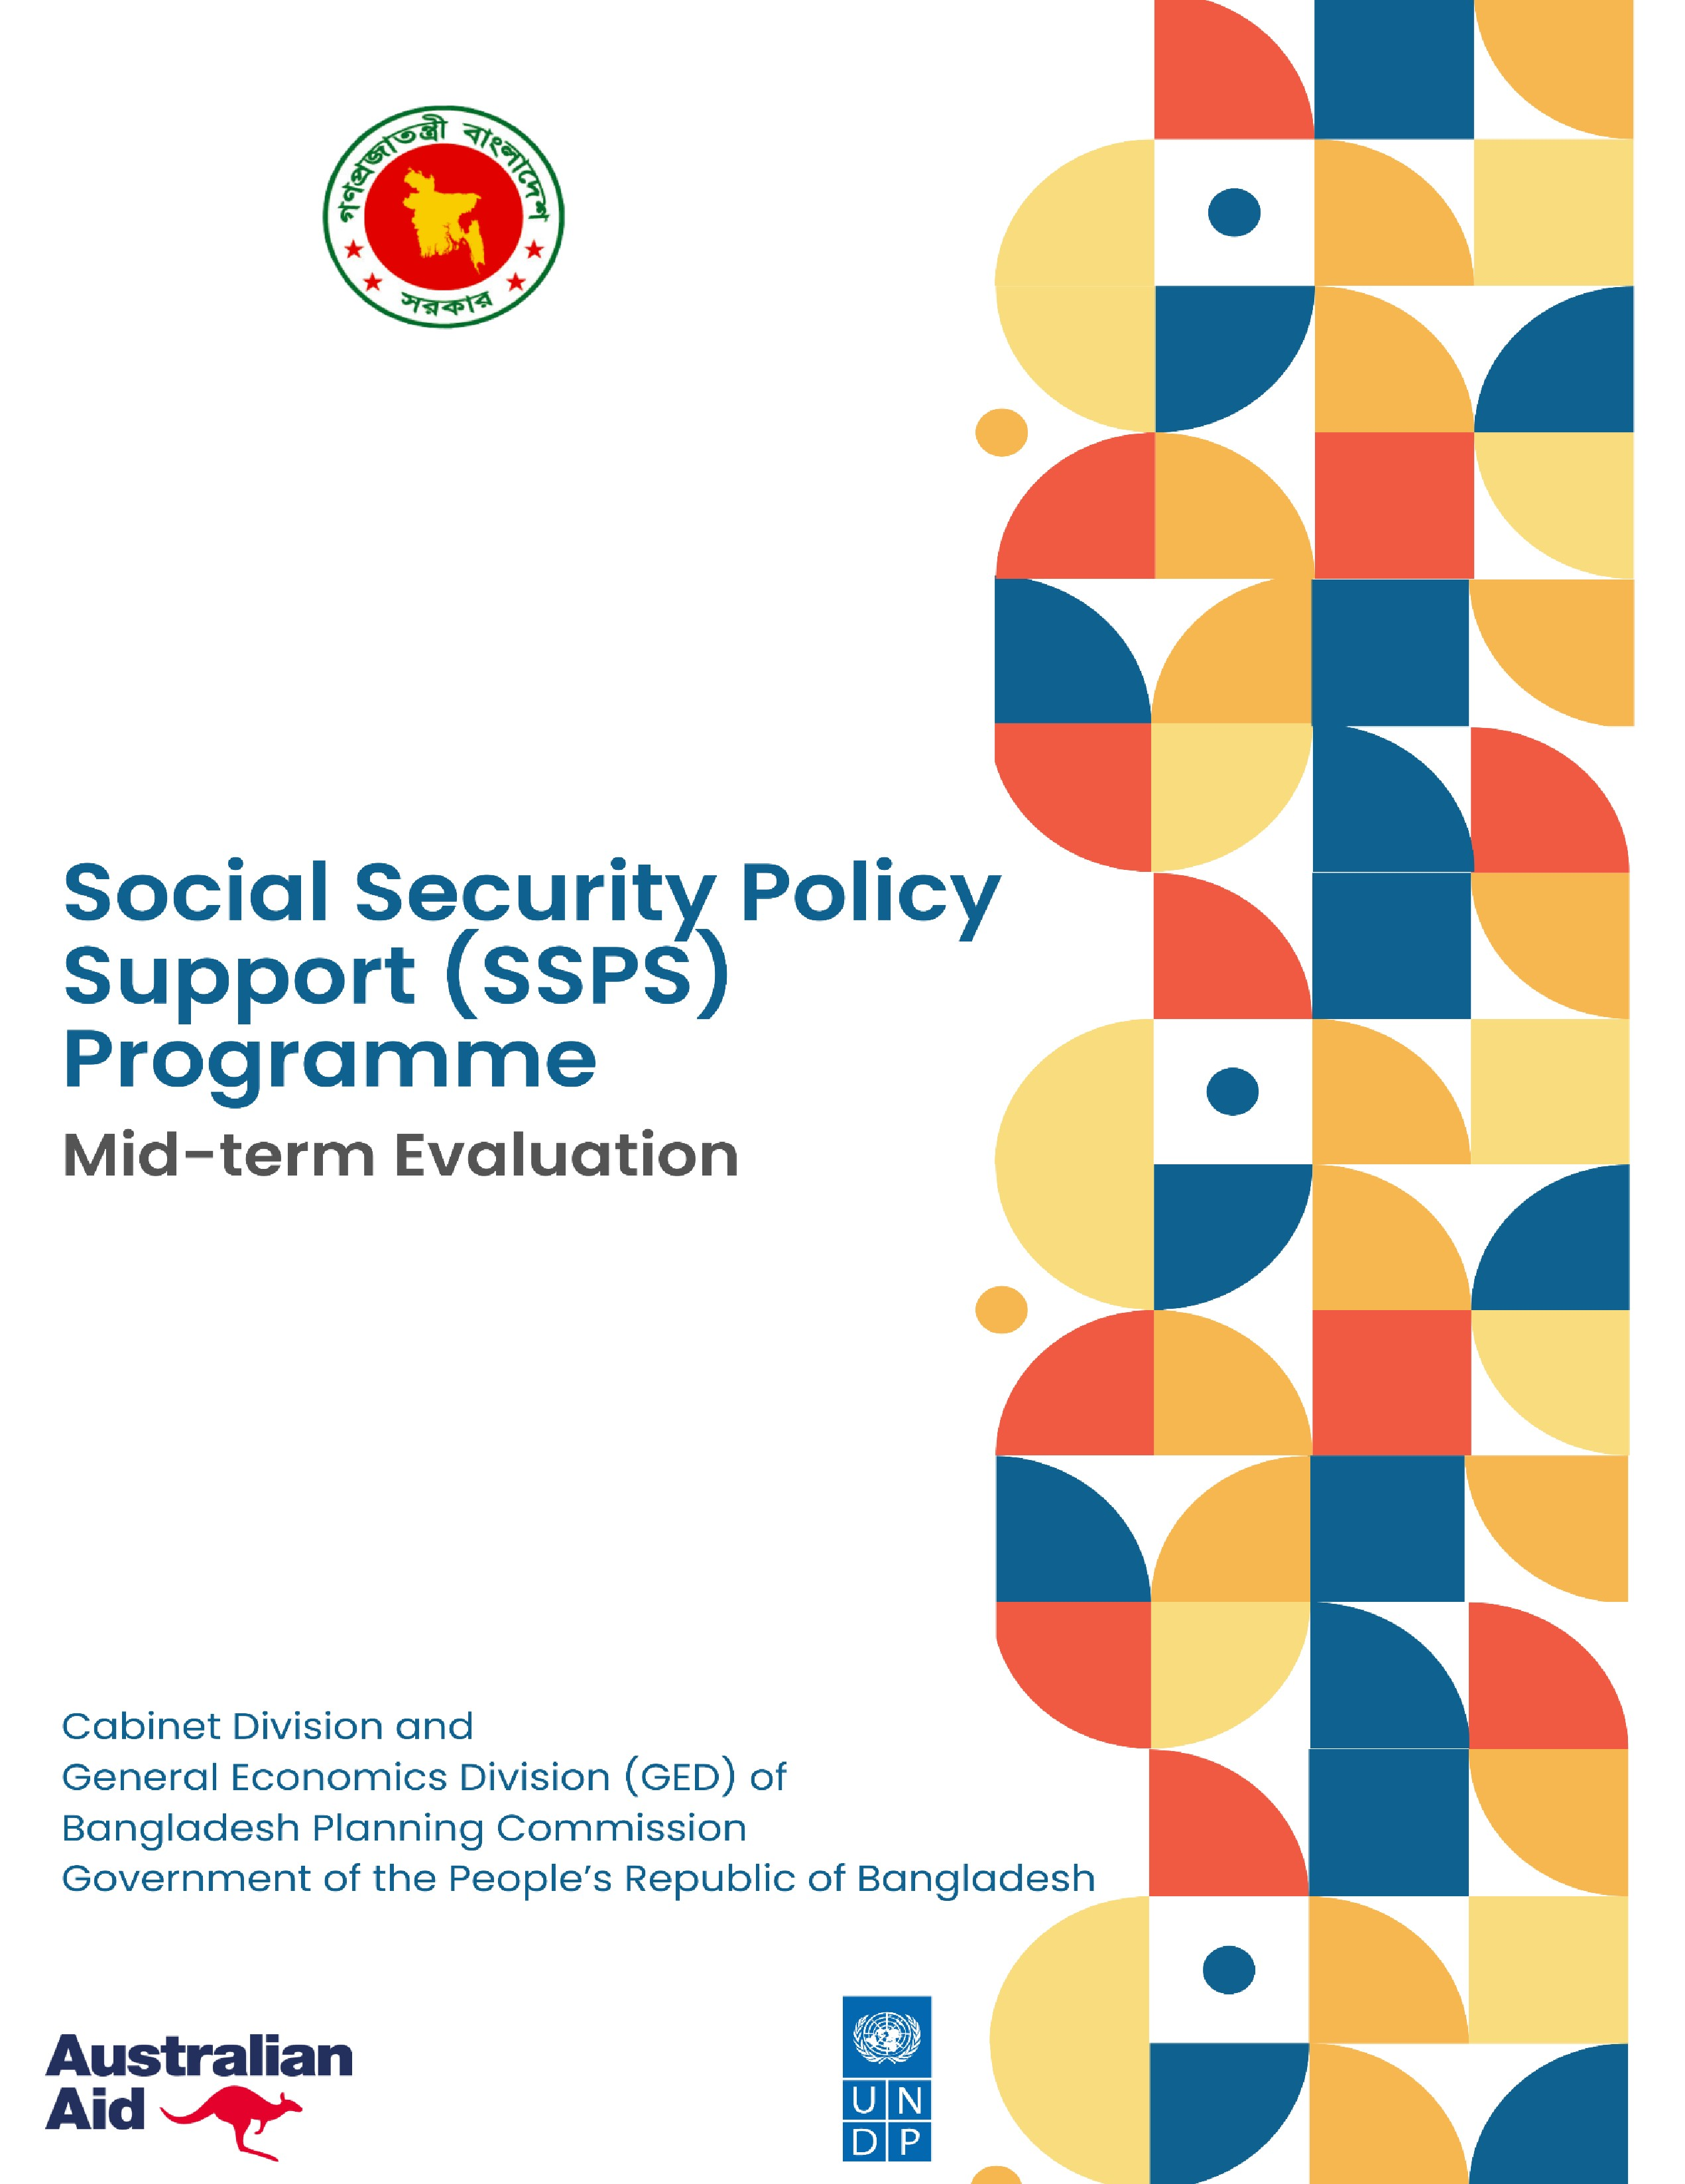 গণপ্রজাতন্ত্রী বাংলাদেশ
সরকার
Social Security Policy
Support (SSPS)
Programme
Mid-term Evaluation
Cabinet Division and
General Economics Division (GED) of
Bangladesh Planning Commission
Government of the People's Republic of Bangladesh
Australian
Aid
U N
D P